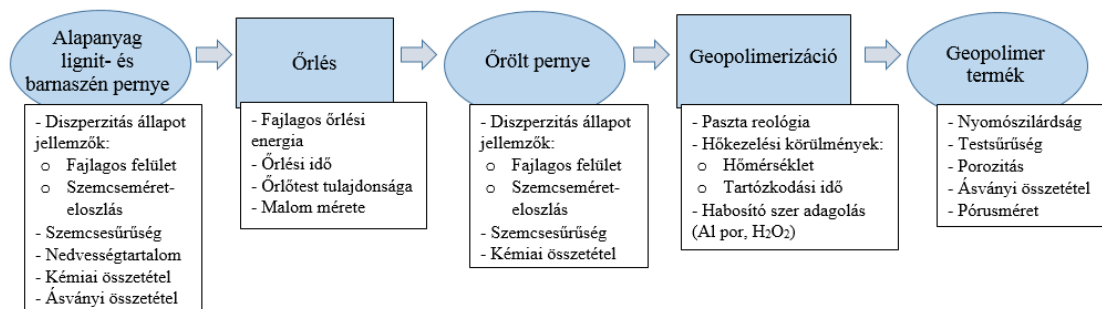 Alapanyag
lignit- és
barnaszén pernye
- Diszperzitás állapot
jellemzők:
o Fajlagos felület
o Szemcseméret-
eloszlás
- Szemcsesűrűség
- Nedvességtartalom
- Kémiai összetétel
- Ásványi összetétel
Őrlés
- Fajlagos őrlési
energia
- Őrlési idő
- Őrlőtest tulajdonsága
- Malom mérete
Őrölt pernye
- Diszperzitás állapot
jellemzők:
o Fajlagos felület
o Szemcseméret-
eloszlás
- Szemcsesűrűség
- Kémiai összetétel
Geopolimerizáció
- Paszta reológia
- Hőkezelési körülmények:
o Hőmérséklet
o Tartózkodási idő
- Habosító szer adagolás
(Al por, H₂O₂)
Geopolimer
termék
- Nyomószilárdság
- Testsűrűség
- Porozitás
- Ásványi összetétel
- Pórusméret